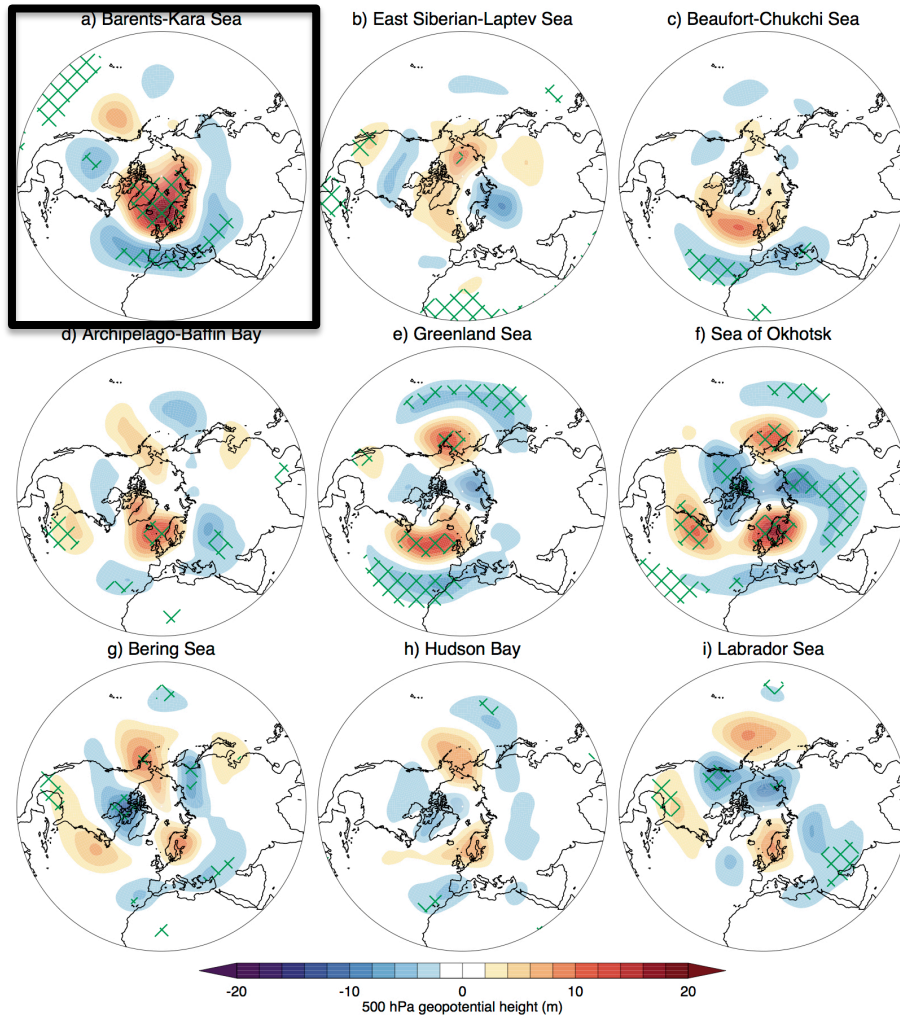 a) Barents-Kara Sea
b) East Siberian-Laptev Sea
c) Beaufort-Chukchi Sea
d) Archipelago-Baffin Bay
e) Greenland Sea
f) Sea of Okhotsk
g) Bering Sea
h) Hudson Bay
i) Labrador Sea
-20 -10 0 10 20
500 hPa geopotential height (m)